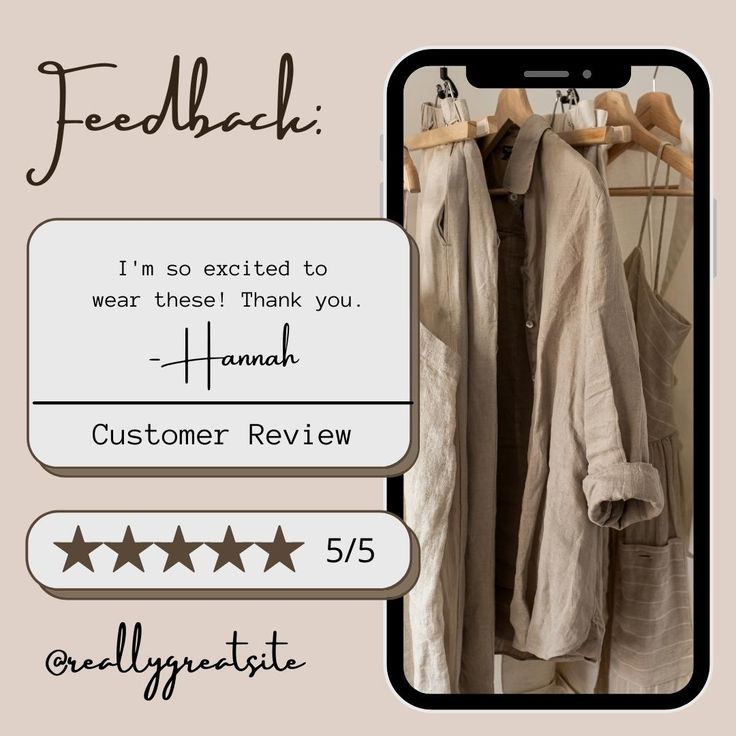 Feedback:
I'm so excited to
wear these! Thank you.
-Hannah
Customer Review
5/5
@reallygreatsite